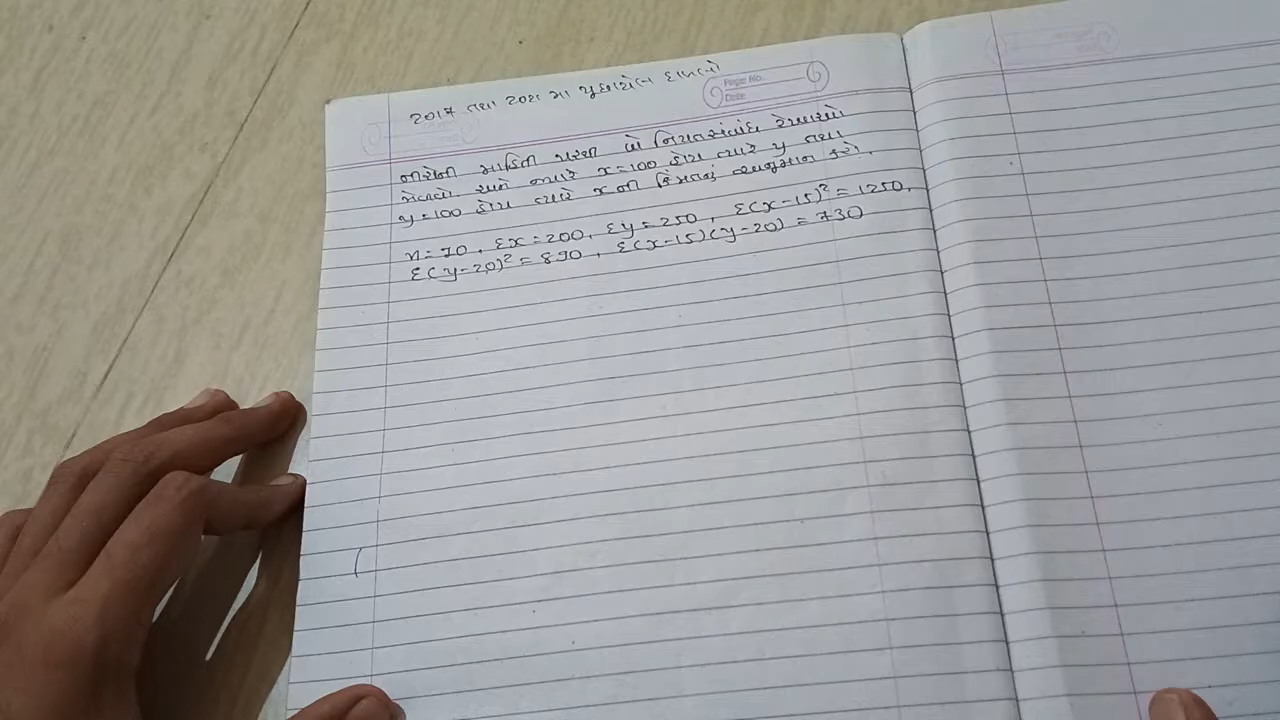 2017 તથા 2021 મા પૂછાયેલ દાખલો
Page No.
Date
નીચેની માહિતી પરથી બે નિયતસંબંધ રેખાઓ
મેળવો. અને જ્યારે x=100 હોય ત્યારે y તથા
y=100 હોય ત્યારે x ની કિંમતનું અનુમાન કરો.
n=10, Σx=200, Σy=250, Σ(x-15)² = 1250,
Σ(y-20)² = 890, Σ(x-15)(y-20) = 730